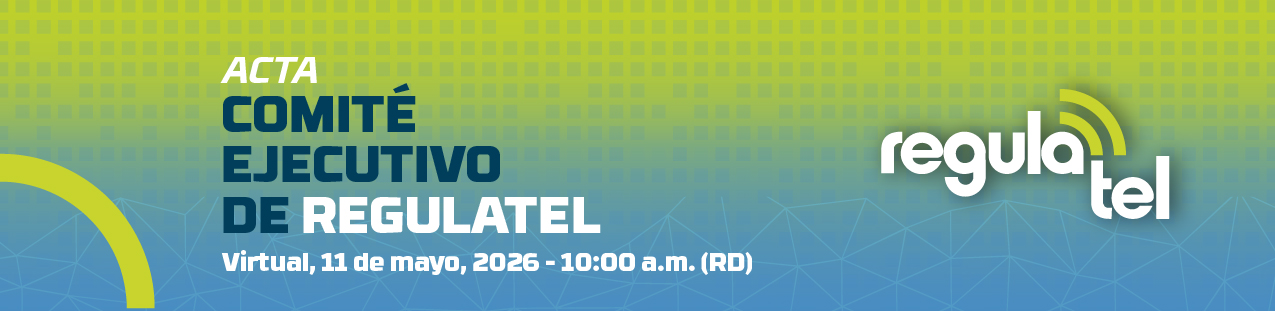 ACTA
COMITÉ
EJECUTIVO
DE REGULATEL
Virtual, 11 de mayo, 2026 - 10:00 a.m. (RD)
regula
tel